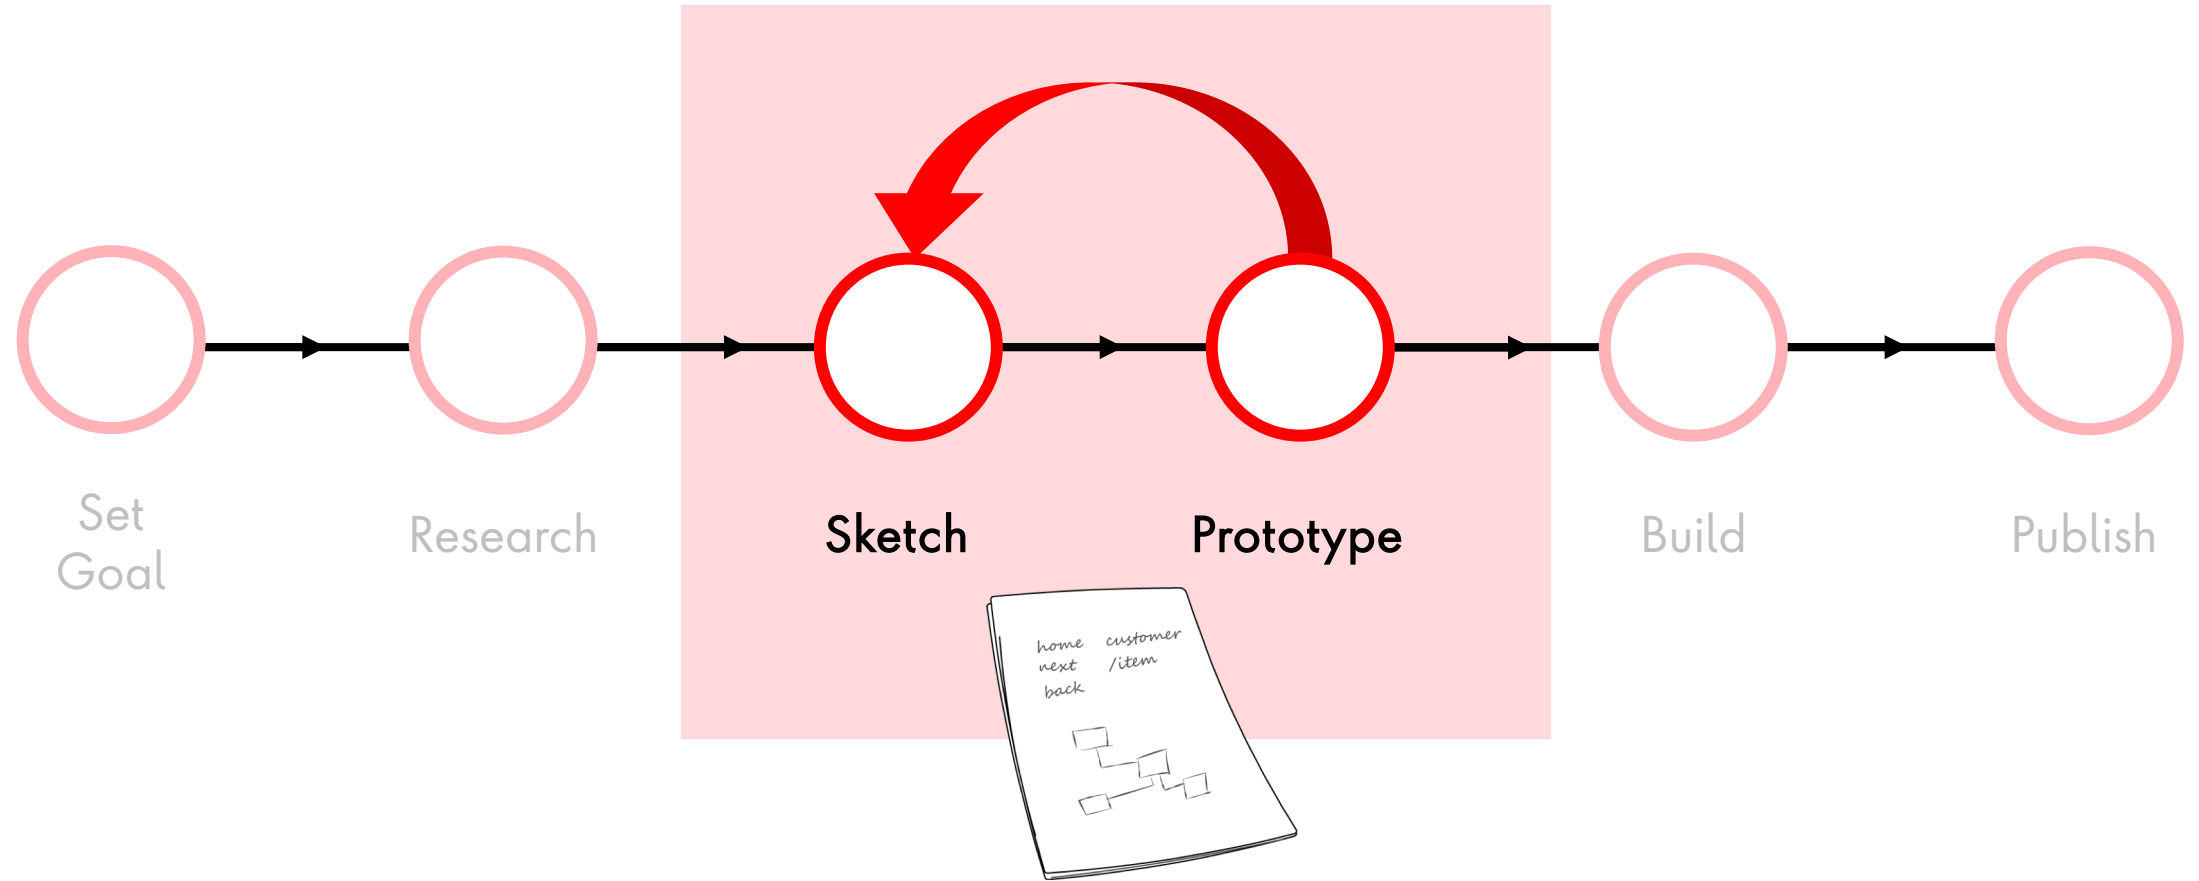 Set
Goal
Research
Sketch
Prototype
Build
Publish
home customer
next /item
back